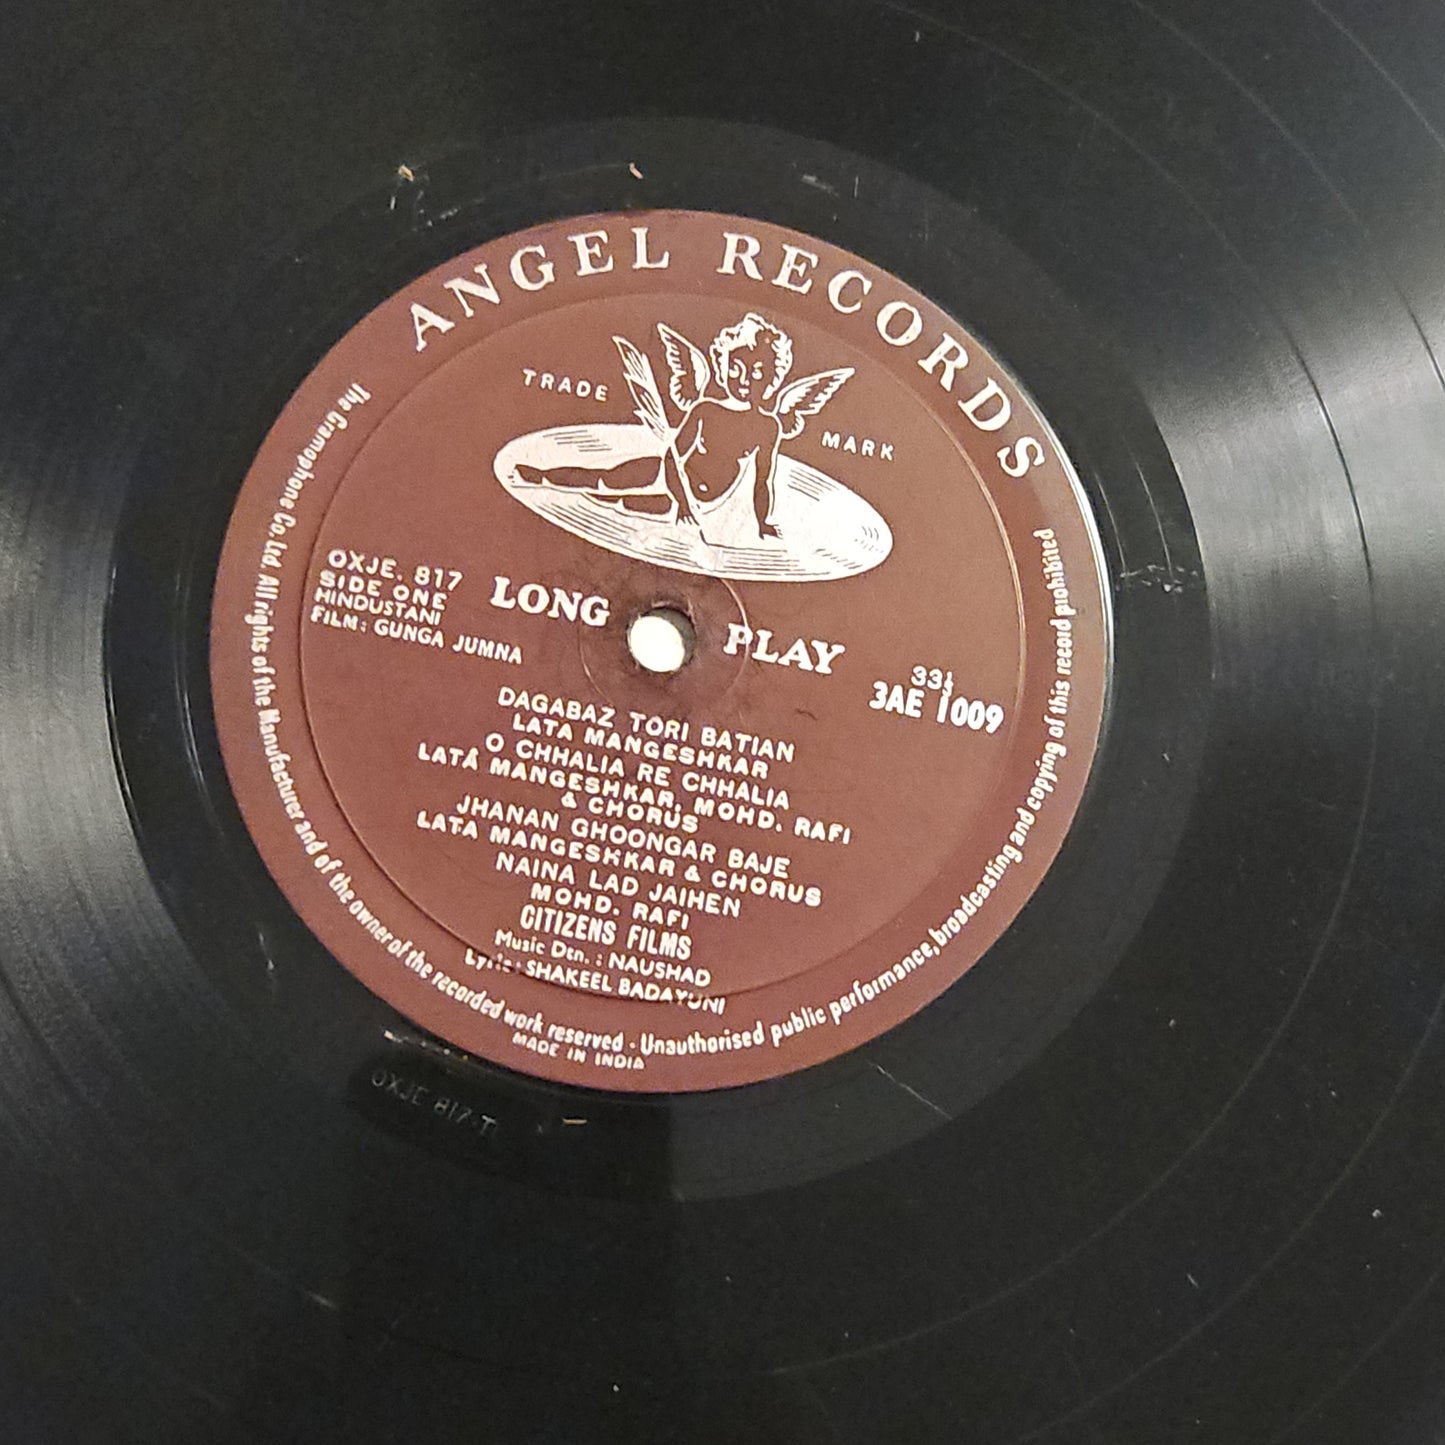 ANGEL RECORDS
TRADE MARK
OXJE. 817
SIDE ONE
HINDUSTANI
FILM: GUNGA JUMNA
LONG PLAY
33⅓
3AE 1009
DAGABAZ TORI BATIAN
LATA MANGESHKAR
O CHHALIA RE CHHALIA
LATA MANGESHKAR, MOHD. RAFI
& CHORUS
JHANAN GHOONGAR BAJE
LATA MANGESHKAR & CHORUS
NAINA LAD JAIHEN
MOHD. RAFI
CITIZENS FILMS
Music Dcn.: NAUSHAD
Lyric: SHAKEEL BADAYUNI
The Gramophone Co. Ltd. All rights of the Manufacturer and of the owner of the recorded work reserved - Unauthorised public performance, broadcasting and copying of this record prohibited
MADE IN INDIA
OXJE 817-T